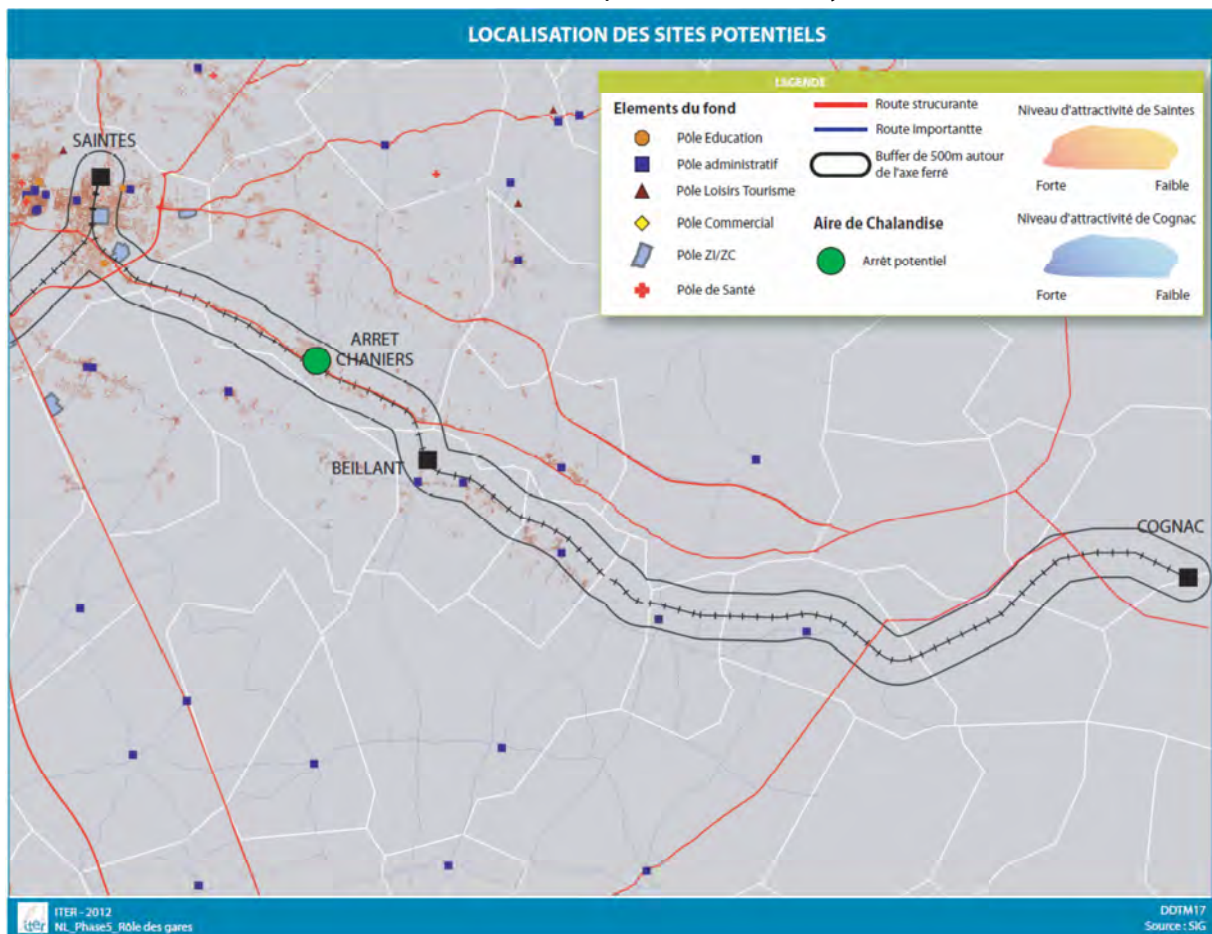 LOCALISATION DES SITES POTENTIELS
LEGENDE
Elements du fond
Pôle Education
Pôle administratif
Pôle Loisirs Tourisme
Pôle Commercial
Pôle ZI/ZC
Pôle de Santé
Route strucurante
Route Importantte
Buffer de 500m autour
de l'axe ferré
Aire de Chalandise
Arrêt potentiel
Niveau d'attractivité de Saintes
Forte Faible
Niveau d'attractivité de Cognac
Forte Faible
SAINTES
ARRET
CHANIERS
BEILLANT
COGNAC
iter
ITER - 2012
NL_Phase5_Rôle des gares
DDTM17
Source : SIG